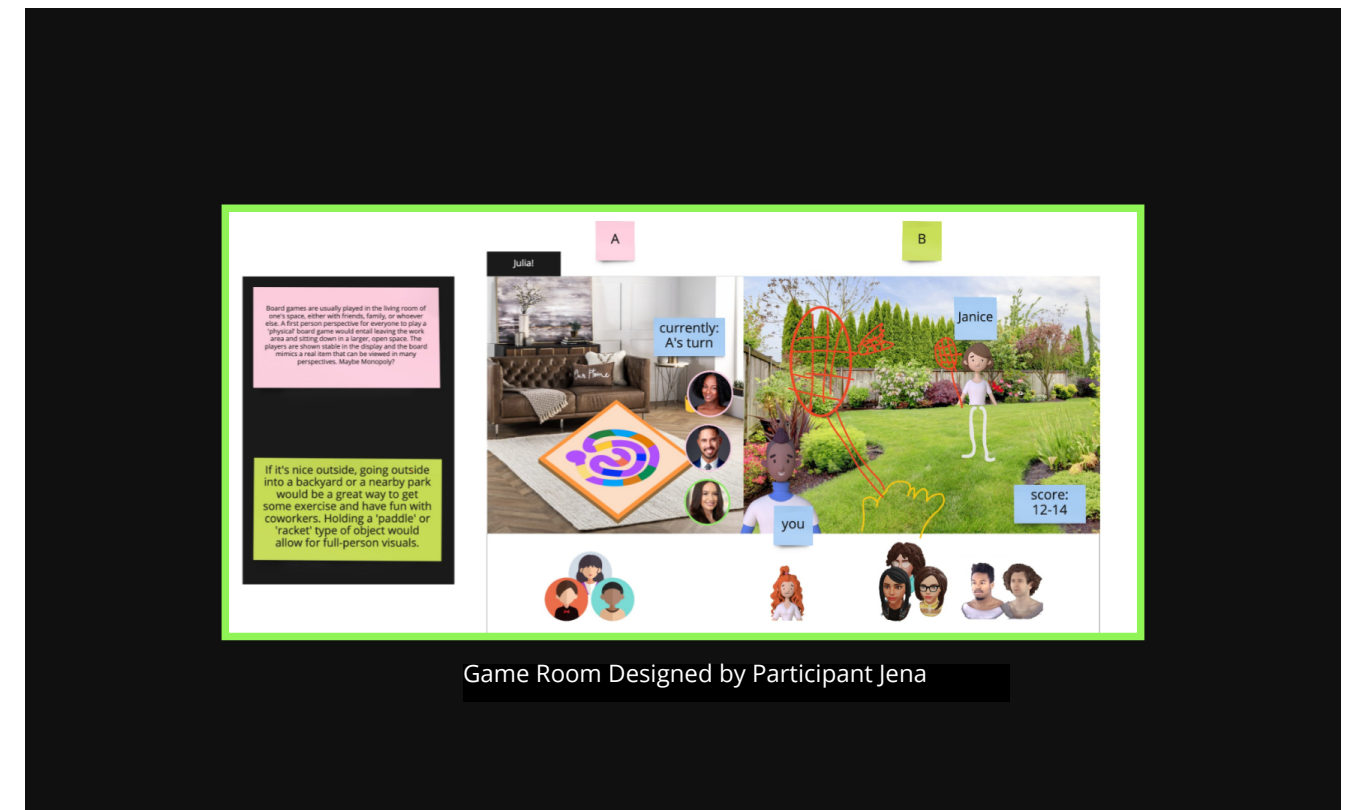 A
B
Julia!
Board games are usually played in the living room of
one's space, either with friends, family, or whoever
else. A first person perspective for everyone to play a
'physical' board game would entail leaving the work
area and sitting down in a larger, open space. The
players are shown stable in the display and the board
mimics a real item that can be viewed in many
perspectives. Maybe Monopoly?
If it's nice outside, going outside
into a backyard or a nearby park
would be a great way to get
some exercise and have fun with
coworkers. Holding a 'paddle' or
'racket' type of object would
allow for full-person visuals.
currently:
A's turn
Our Home
Janice
score:
12-14
you
Game Room Designed by Participant Jena